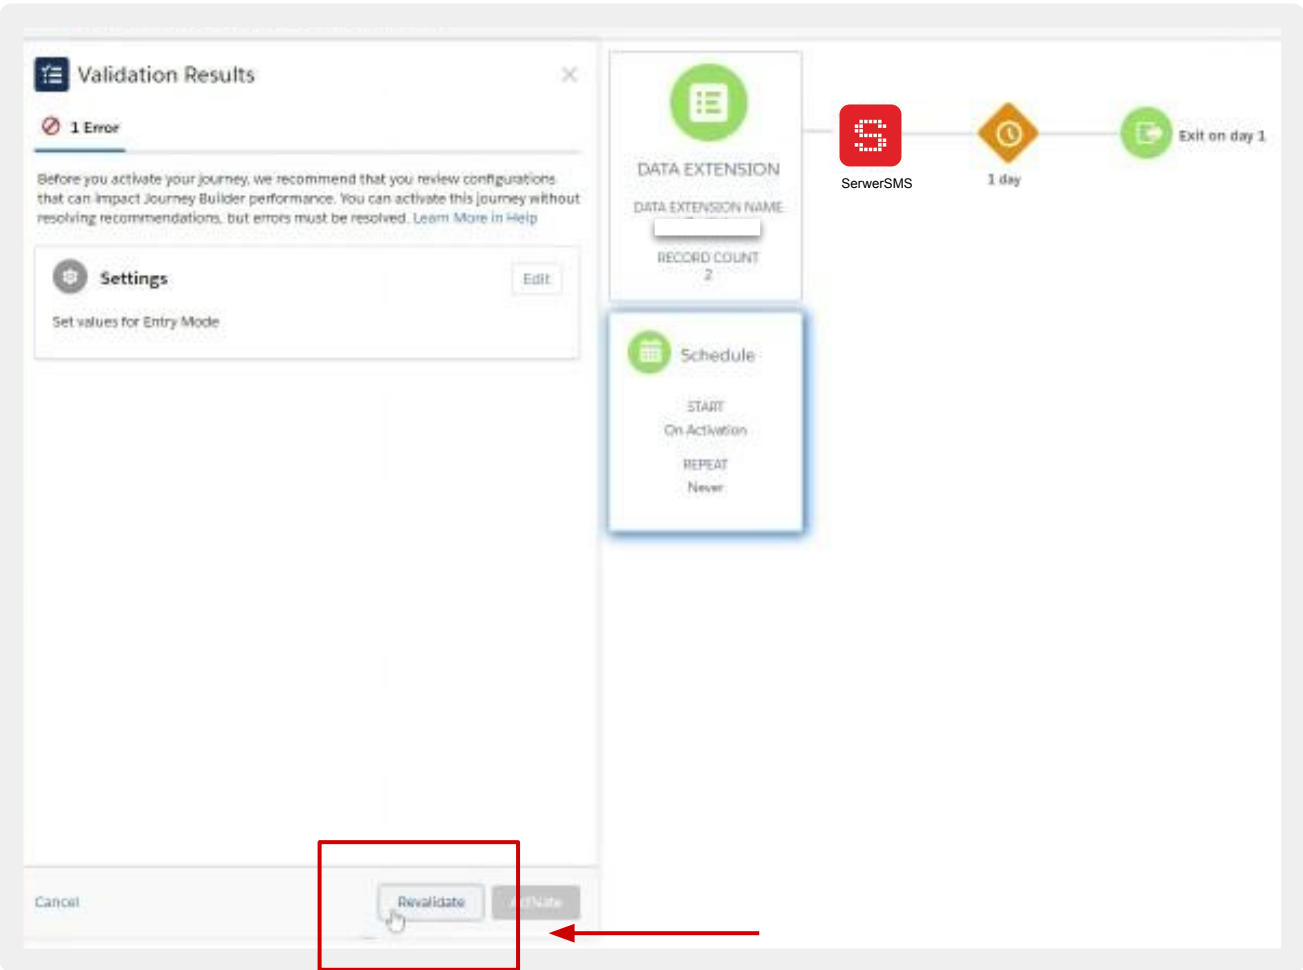 Validation Results
1 Error
Before you activate your journey, we recommend that you review configurations
that can impact Journey Builder performance. You can activate this journey without
resolving recommendations, but errors must be resolved. Learn More in Help
Settings
Edit
Set values for Entry Mode
Cancel
Revalidate
Activate
DATA EXTENSION
DATA EXTENSION NAME
RECORD COUNT
2
Schedule
START
On Activation
REPEAT
Never
S
SerwerSMS
1 day
Exit on day 1